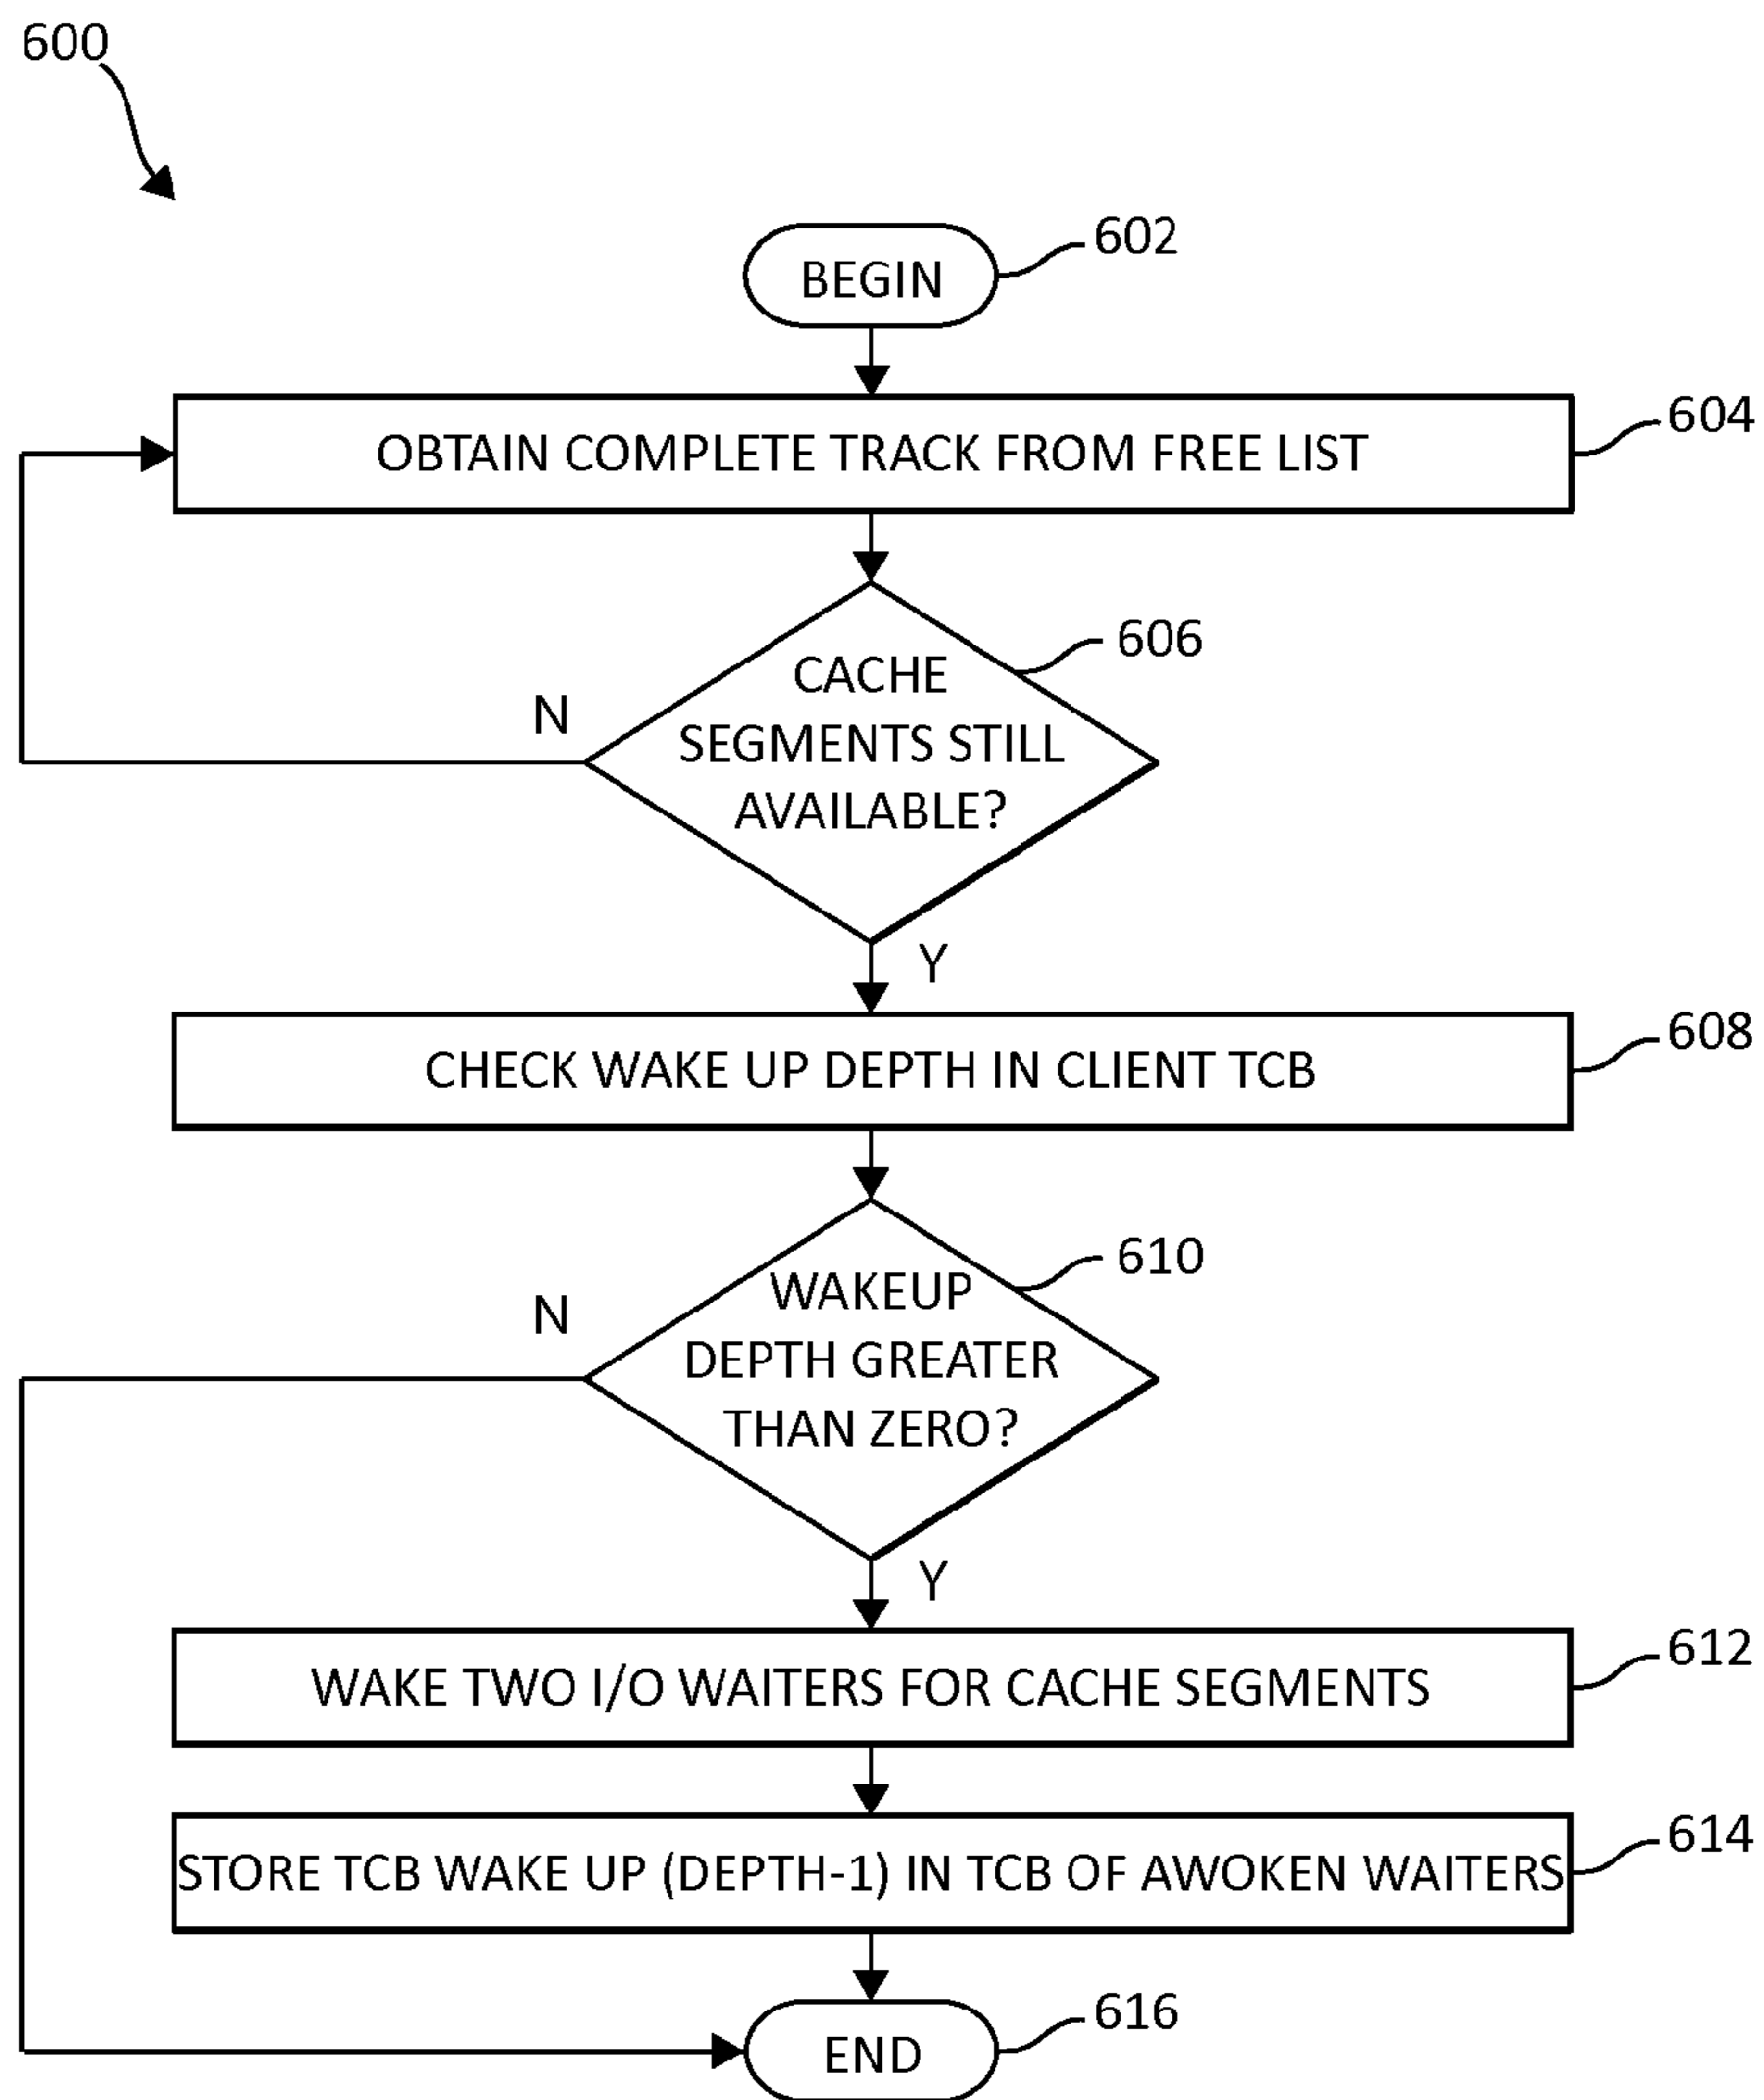 600
BEGIN
602
OBTAIN COMPLETE TRACK FROM FREE LIST
604
CACHE
SEGMENTS STILL
AVAILABLE?
606
N
Y
CHECK WAKE UP DEPTH IN CLIENT TCB
608
WAKEUP
DEPTH GREATER
THAN ZERO?
610
N
Y
WAKE TWO I/O WAITERS FOR CACHE SEGMENTS
612
STORE TCB WAKE UP (DEPTH-1) IN TCB OF AWOKEN WAITERS
614
END
616